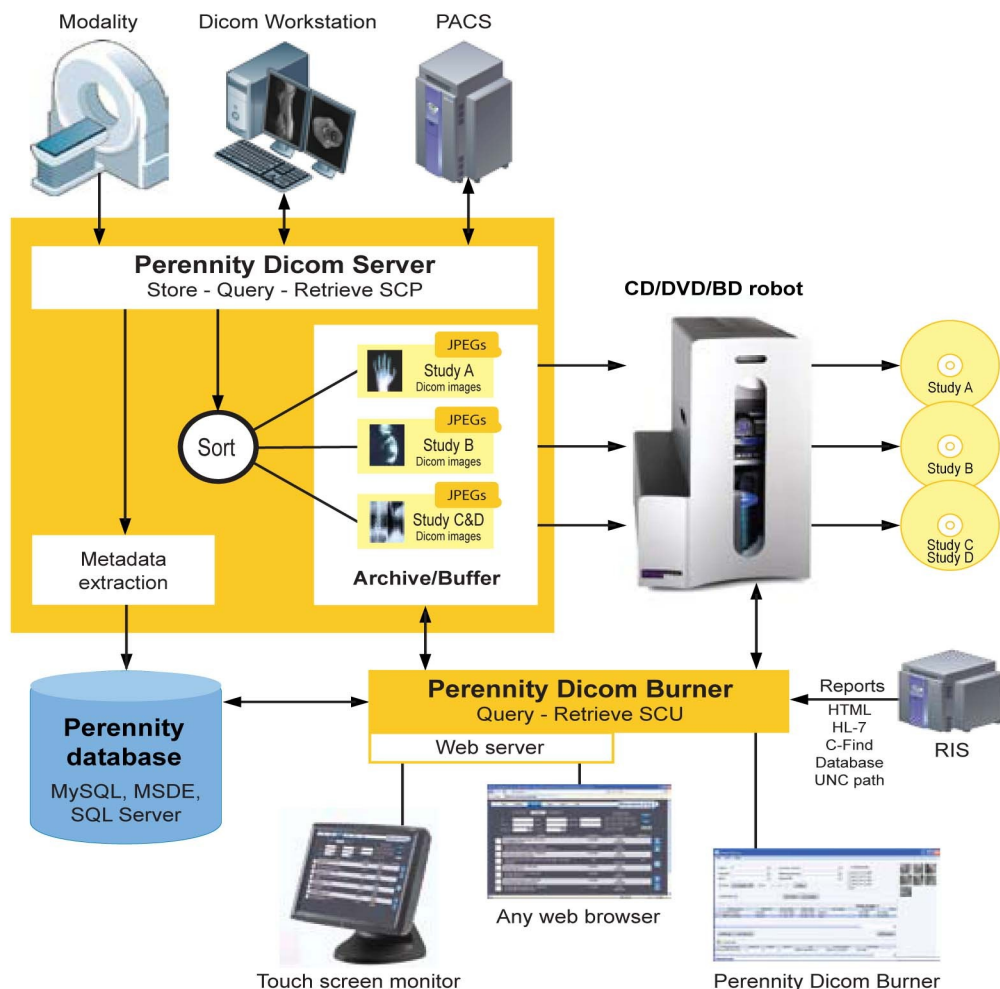 Modality
Dicom Workstation
PACS
Perennity Dicom Server
Store - Query - Retrieve SCP
CD/DVD/BD robot
JPEGs
Study A
Dicom images
Study A
JPEGs
Sort
Study B
Dicom images
Study B
JPEGs
Study C&D
Dicom images
Study C
Study D
Metadata
extraction
Archive/Buffer
Perennity
database
MySQL, MSDE,
SQL Server
Perennity Dicom Burner
Query - Retrieve SCU
Web server
Reports
HTML
HL-7
C-Find
Database
UNC path
RIS
Any web browser
Touch screen monitor
Perennity Dicom Burner